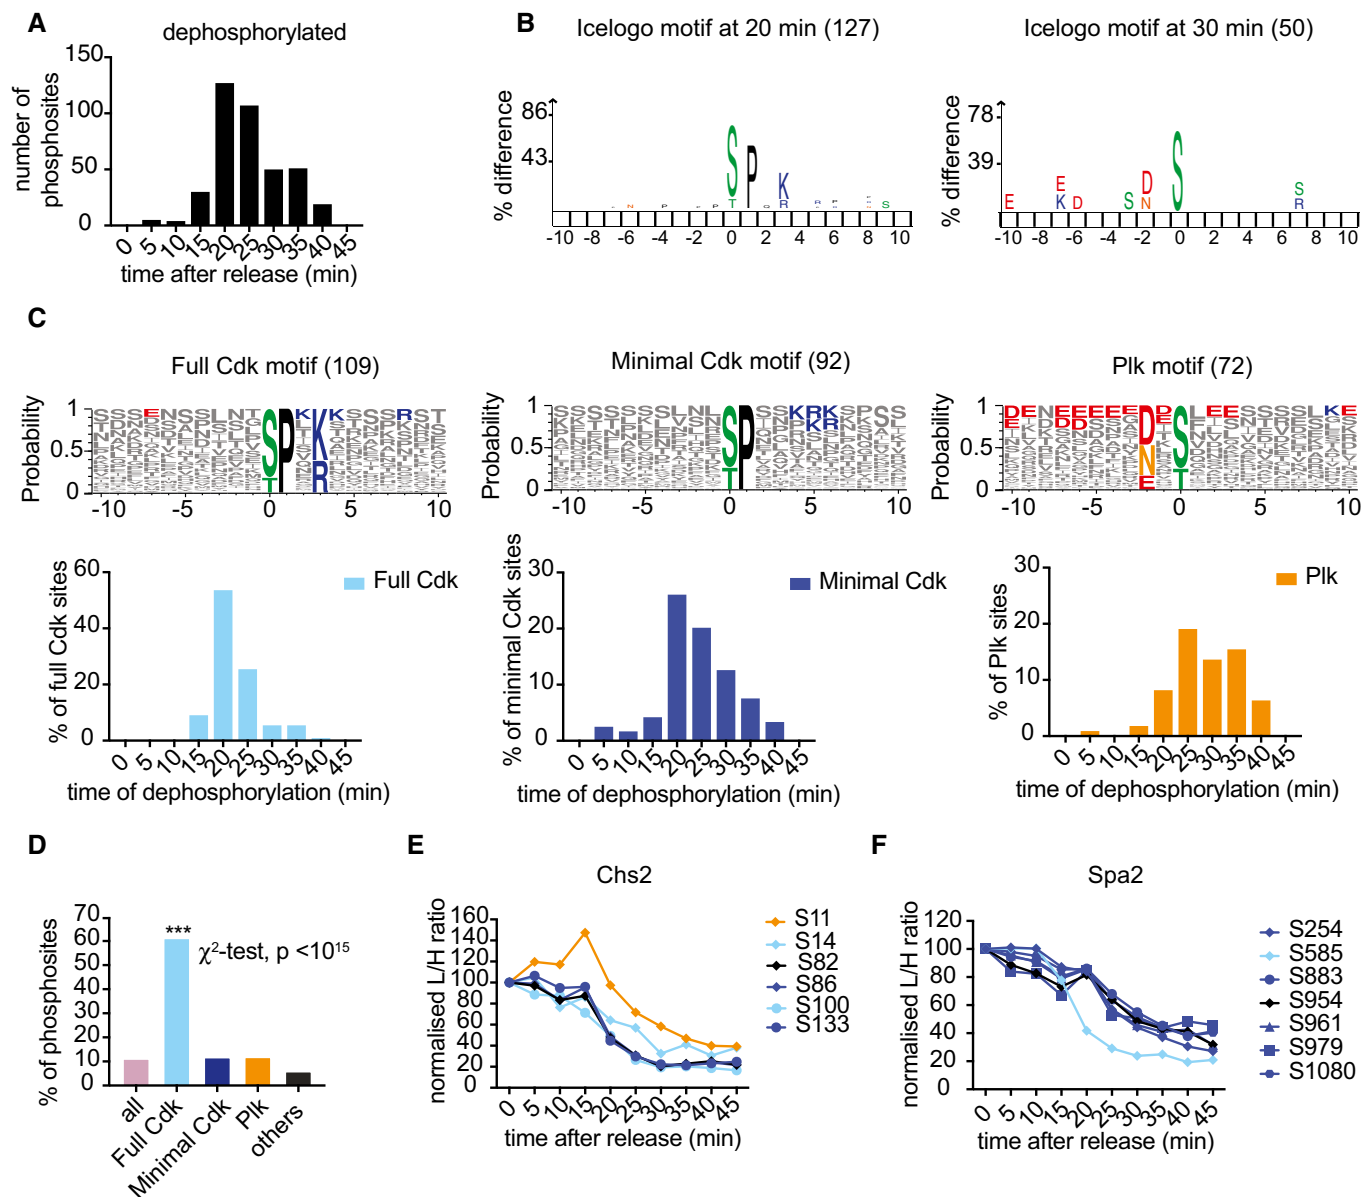 A
dephosphorylated
number of
phosphosites
150
100
50
0
0 5 10 15 20 25 30 35 40 45
time after release (min)
B
Icelogo motif at 20 min (127)
% difference
86
43
S
T
P
K
R
S
-10 -8 -6 -4 -2 0 2 4 6 8 10
Icelogo motif at 30 min (50)
% difference
78
39
E
E
K
D
S
D
N
S
S
R
-10 -8 -6 -4 -2 0 2 4 6 8 10
C
Full Cdk motif (109)
Probability
1
0.5
0
SSSENSSLNTSPKKKSSSRST
T
R
-10 -5 0 5 10
Minimal Cdk motif (92)
Probability
1
0.5
0
SSSSSSSLNLSPSSKRKSPSS
T
-10 -5 0 5 10
Plk motif (72)
Probability
1
0.5
0
DENEEEEEDDSLEESSSSLKE
N
E
T
-10 -5 0 5 10
% of full Cdk sites
60
40
20
0
Full Cdk
0 5 10 15 20 25 30 35 40 45
time of dephosphorylation (min)
% of minimal Cdk sites
30
20
10
0
Minimal Cdk
0 5 10 15 20 25 30 35 40 45
time of dephosphorylation (min)
% of Plk sites
30
20
10
0
Plk
0 5 10 15 20 25 30 35 40 45
time of dephosphorylation (min)
D
% of phosphosites
70
60
50
40
30
20
10
0
***
χ²-test, p <10¹⁵
all
Full Cdk
Minimal Cdk
Plk
others
E
Chs2
normalised L/H ratio
160
140
120
100
80
60
40
20
0
0 5 10 15 20 25 30 35 40 45
time after release (min)
S11
S14
S82
S86
S100
S133
F
Spa2
normalised L/H ratio
120
100
80
60
40
20
0
0 5 10 15 20 25 30 35 40 45
time after release (min)
S254
S585
S883
S954
S961
S979
S1080